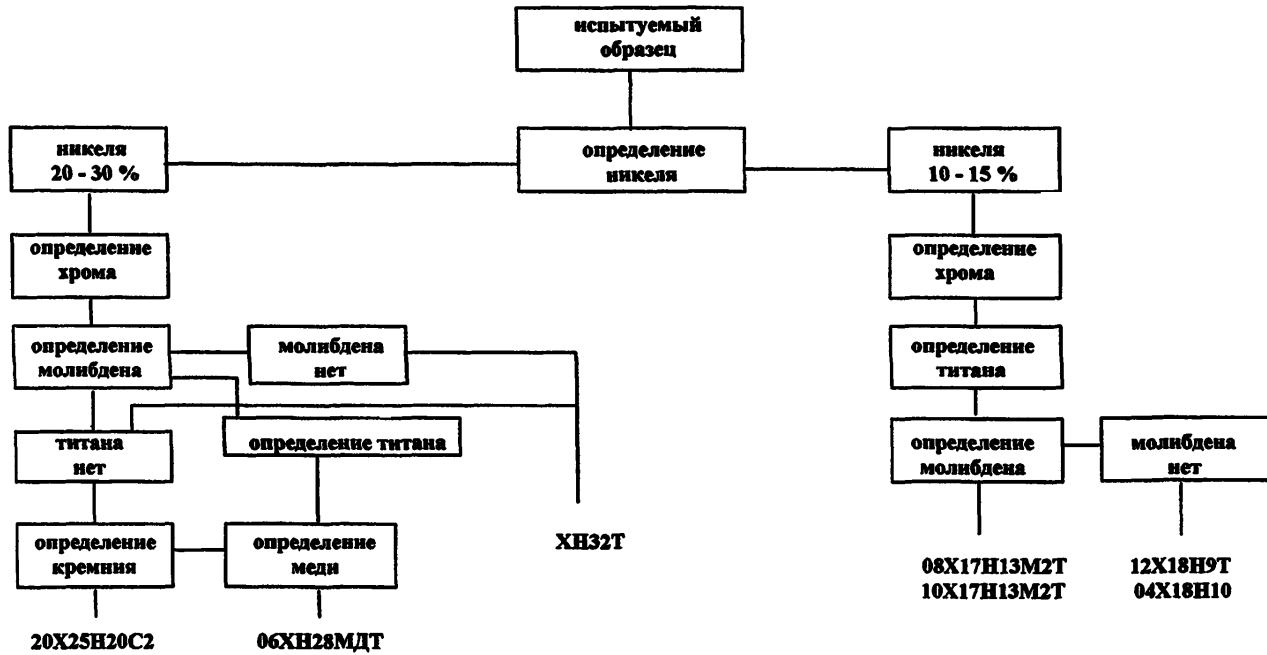 испытуемый
образец
никеля
20 - 30 %
определение
никеля
никеля
10 - 15 %
определение
хрома
определение
хрома
определение
молибдена
молибдена
нет
определение
титана
титана
нет
определение титана
определение
молибдена
молибдена
нет
определение
кремния
определение
меди
ХН32Т
08Х17Н13М2Т
10Х17Н13М2Т
12Х18Н9Т
04Х18Н10
20Х25Н20С2
06ХН28МДТ